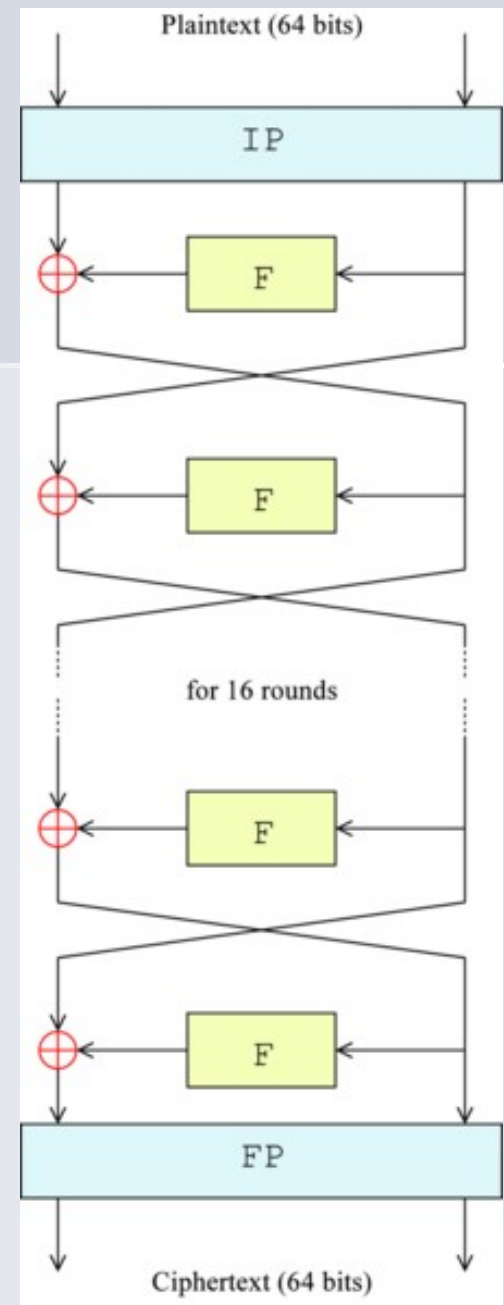 Plaintext (64 bits)
IP
F
F
for 16 rounds
F
F
FP
Ciphertext (64 bits)